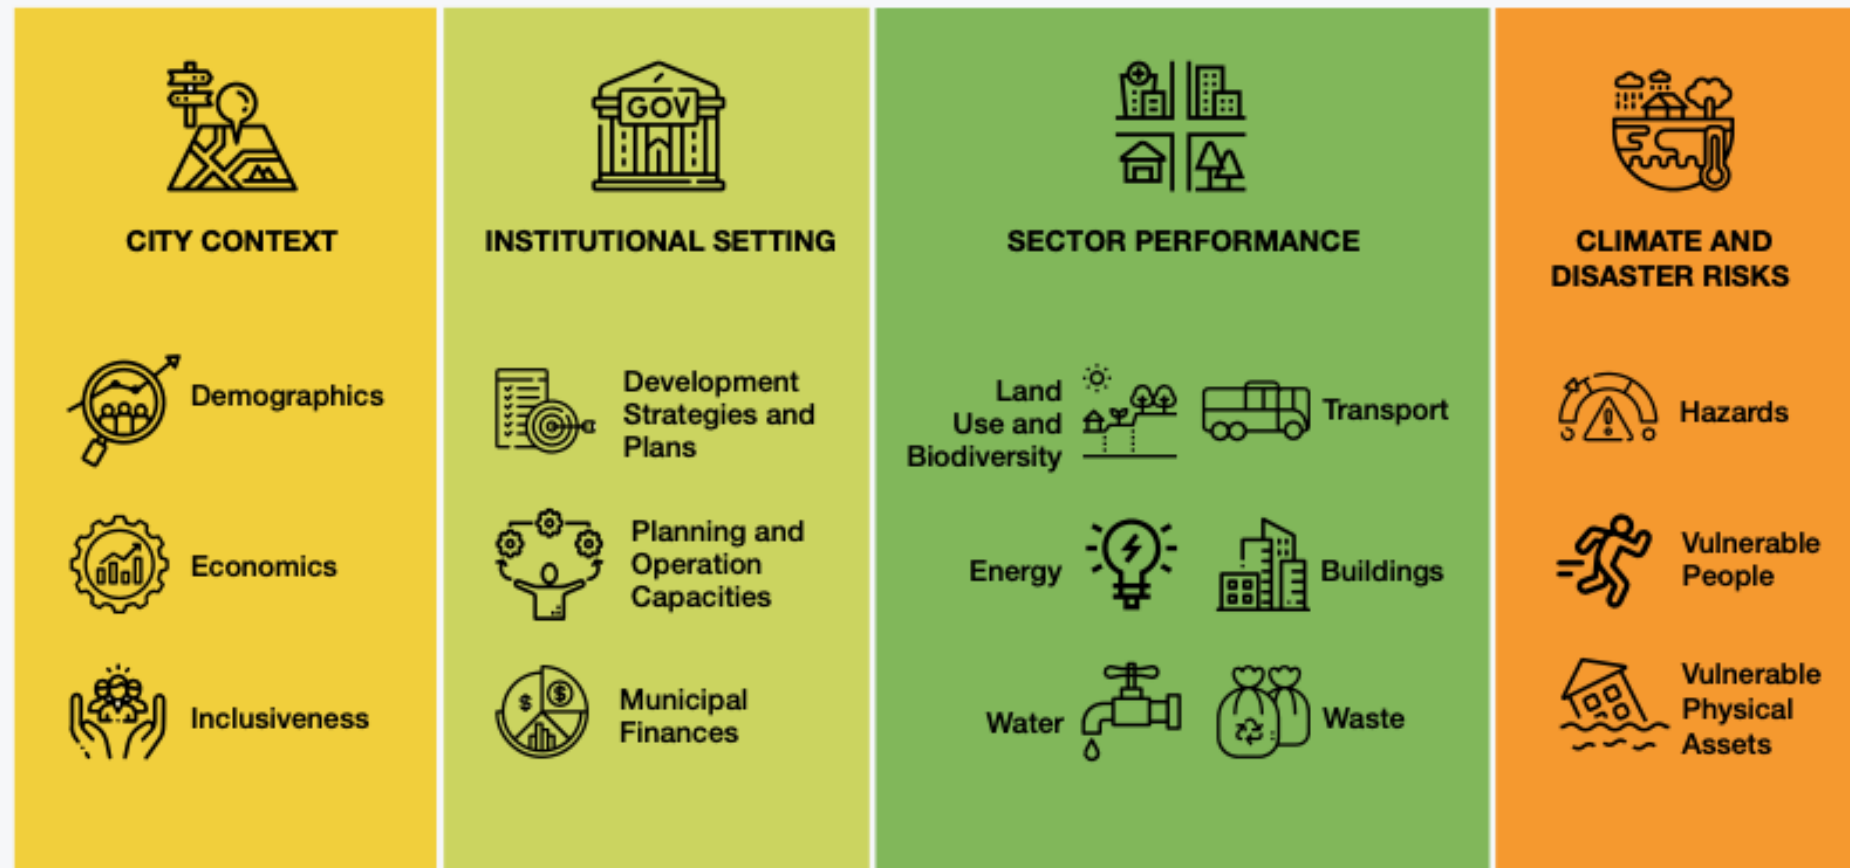 CITY CONTEXT
Demographics
Economics
Inclusiveness
GOV
INSTITUTIONAL SETTING
Development
Strategies and
Plans
Planning and
Operation
Capacities
$
$
Municipal
Finances
SECTOR PERFORMANCE
Land
Use and
Biodiversity
Transport
Energy
Buildings
Water
Waste
CLIMATE AND
DISASTER RISKS
Hazards
Vulnerable
People
Vulnerable
Physical
Assets